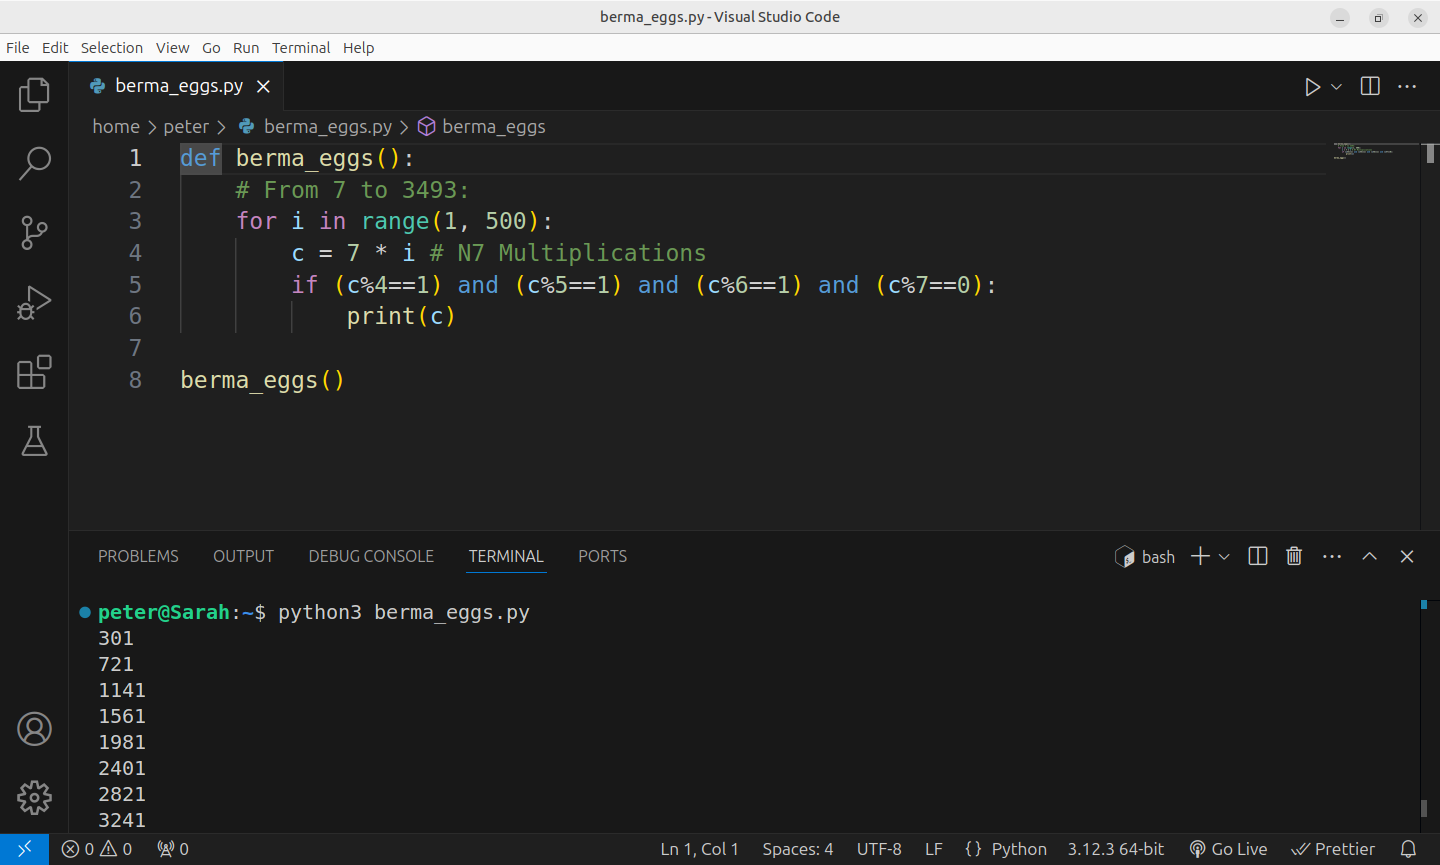 berma_eggs.py - Visual Studio Code
File Edit Selection View Go Run Terminal Help
berma_eggs.py
home > peter > berma_eggs.py > berma_eggs
1 def berma_eggs():
2 # From 7 to 3493:
3 for i in range(1, 500):
4 c = 7 * i # N7 Multiplications
5 if (c%4==1) and (c%5==1) and (c%6==1) and (c%7==0):
6 print(c)
7
8 berma_eggs()
PROBLEMS OUTPUT DEBUG CONSOLE TERMINAL PORTS bash
peter@Sarah:~$ python3 berma_eggs.py
301
721
1141
1561
1981
2401
2821
3241
0 0 0 Ln 1, Col 1 Spaces: 4 UTF-8 LF {} Python 3.12.3 64-bit Go Live Prettier